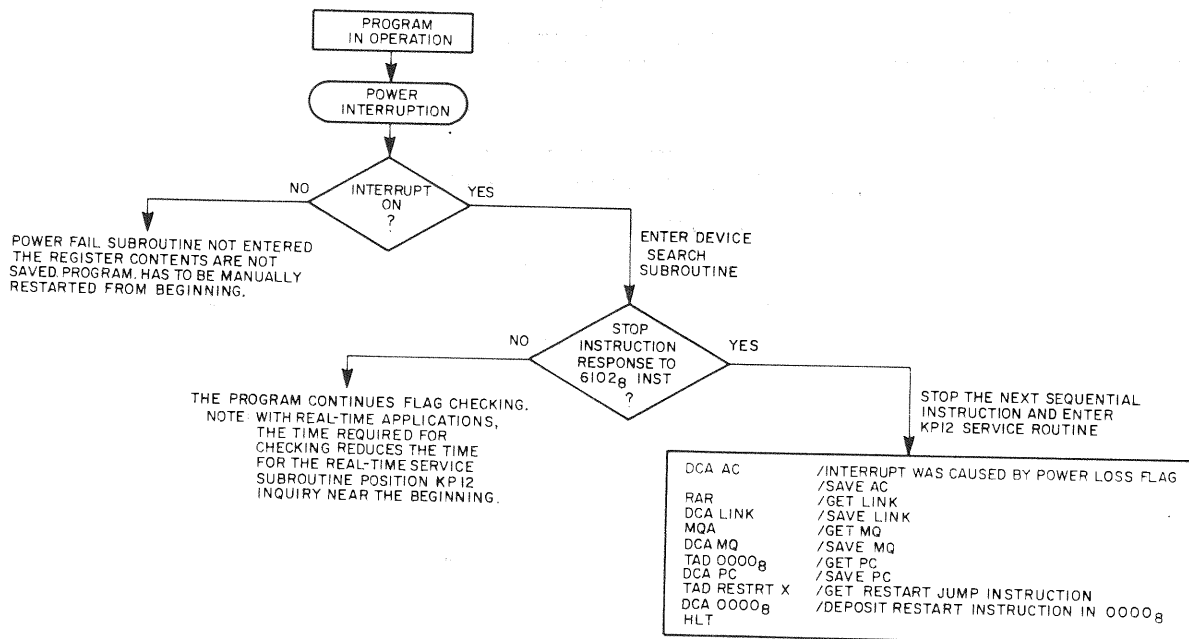 PROGRAM
IN OPERATION
POWER
INTERRUPTION
INTERRUPT
ON
?
NO
YES
POWER FAIL SUBROUTINE NOT ENTERED
THE REGISTER CONTENTS ARE NOT
SAVED. PROGRAM. HAS TO BE MANUALLY
RESTARTED FROM BEGINNING.
ENTER DEVICE
SEARCH
SUBROUTINE
STOP
INSTRUCTION
RESPONSE TO
6102₈ INST
?
NO
YES
THE PROGRAM CONTINUES FLAG CHECKING.
NOTE: WITH REAL-TIME APPLICATIONS,
THE TIME REQUIRED FOR
CHECKING REDUCES THE TIME
FOR THE REAL-TIME SERVICE
SUBROUTINE POSITION KP12
INQUIRY NEAR THE BEGINNING.
STOP THE NEXT SEQUENTIAL
INSTRUCTION AND ENTER
KP12 SERVICE ROUTINE
DCA AC /INTERRUPT WAS CAUSED BY POWER LOSS FLAG
/SAVE AC
RAR /GET LINK
DCA LINK /SAVE LINK
MQA /GET MQ
DCA MQ /SAVE MQ
TAD 0000₈ /GET PC
DCA PC /SAVE PC
TAD RESTRT X /GET RESTART JUMP INSTRUCTION
DCA 0000₈ /DEPOSIT RESTART INSTRUCTION IN 0000₈
HLT